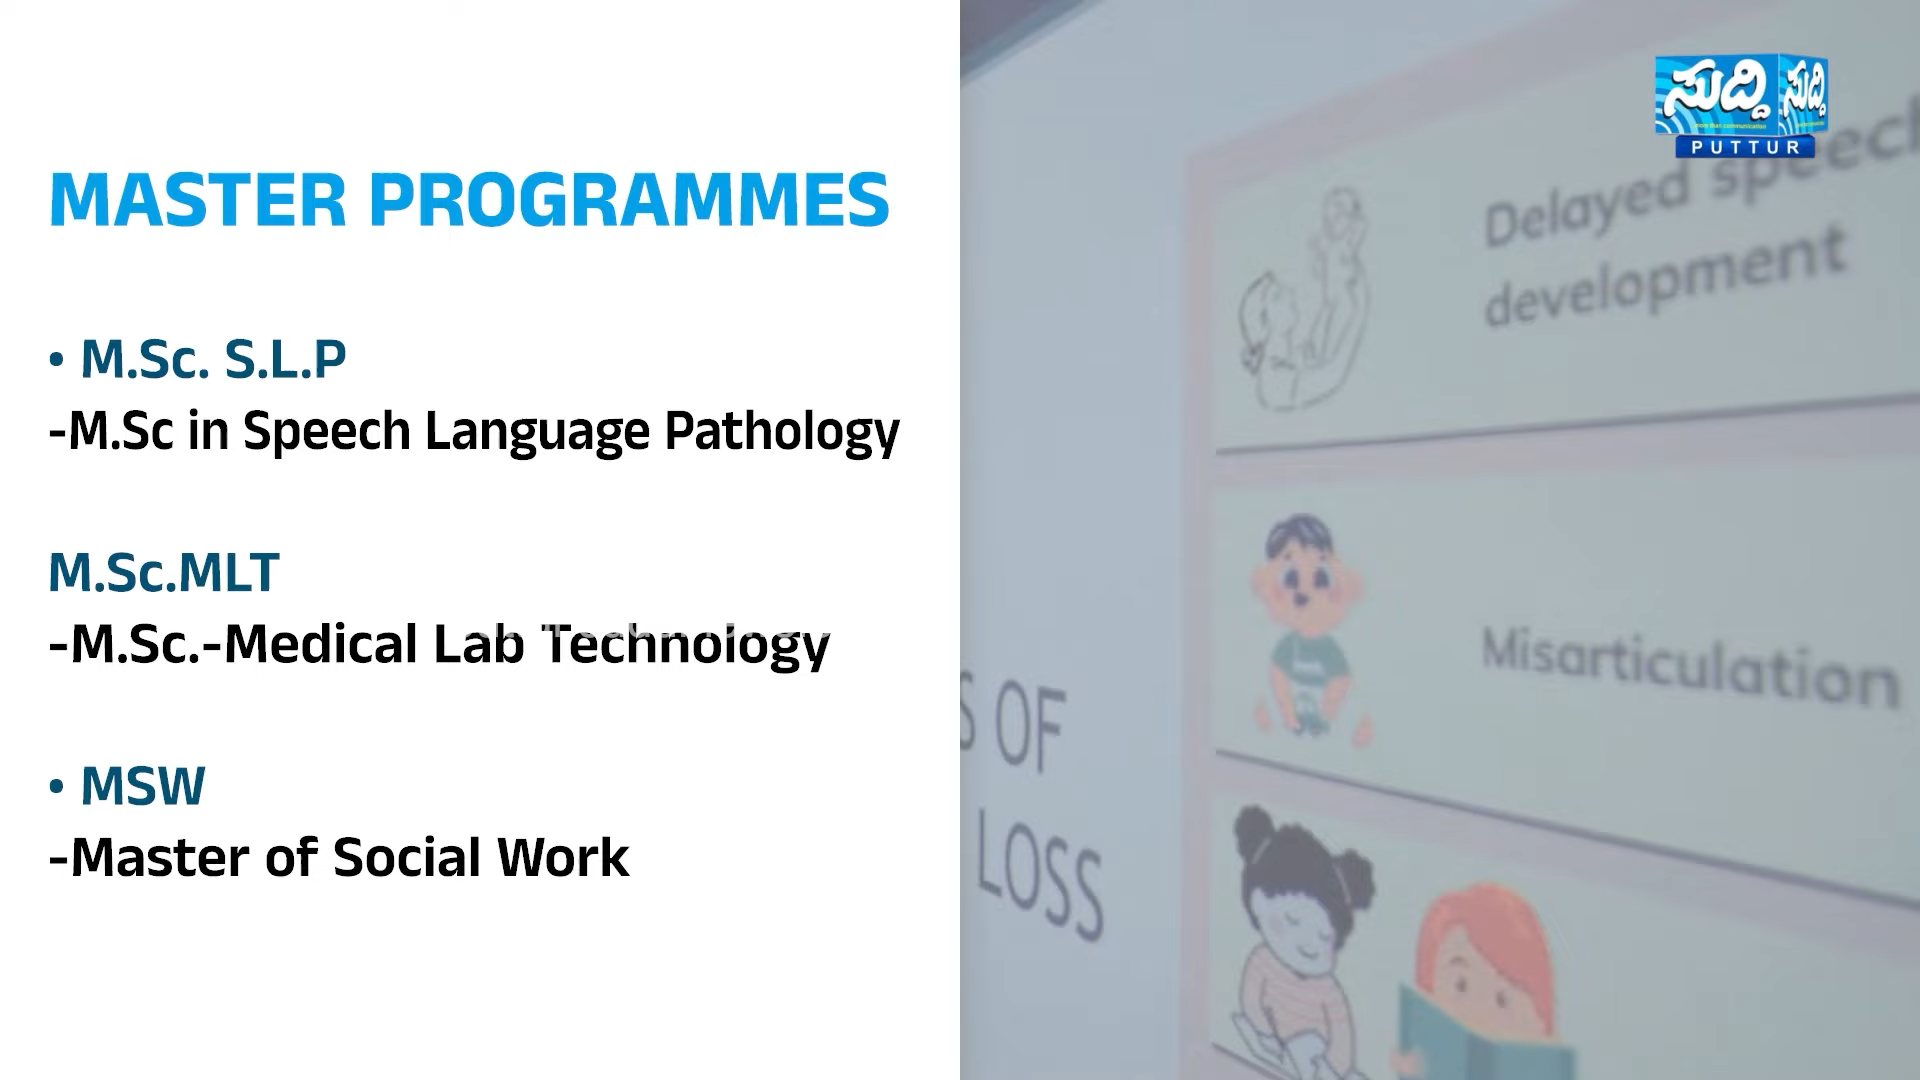 MASTER PROGRAMMES
• M.Sc. S.L.P
-M.Sc in Speech Language Pathology
M.Sc.MLT
-M.Sc.-Medical Lab Technology
• MSW
-Master of Social Work
ಸುದ್ದಿ ಸುದ್ದಿ
PUTTUR
Delayed speech
development
Misarticulation
S OF
LOSS